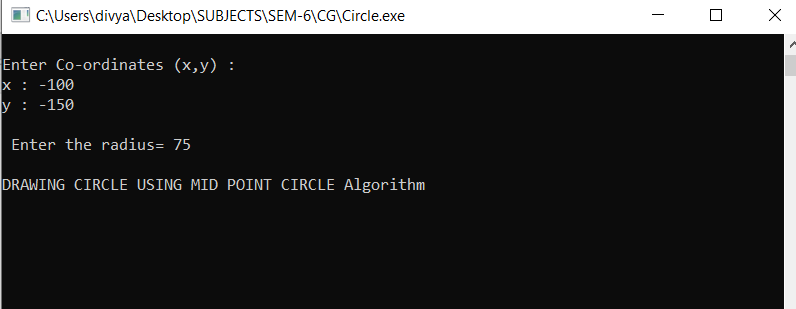 C:\Users\divya\Desktop\SUBJECTS\SEM-6\CG\Circle.exe
Enter Co-ordinates (x,y) :
x : -100
y : -150
Enter the radius= 75
DRAWING CIRCLE USING MID POINT CIRCLE Algorithm